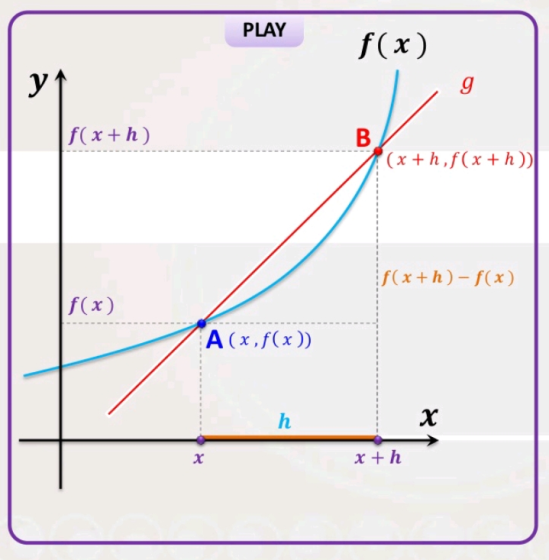 PLAY
f(x)
y
g
f(x+h)
B
(x+h,f(x+h))
f(x+h)−f(x)
f(x)
A(x,f(x))
h
x
x
x+h